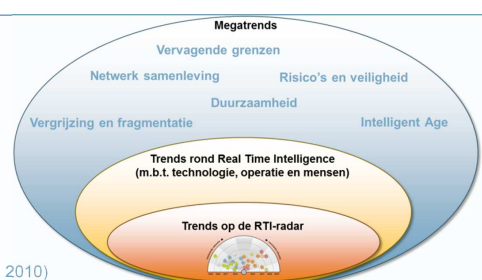 Megatrends
Vervagende grenzen
Netwerk samenleving
Risico's en veiligheid
Duurzaamheid
Vergrijzing en fragmentatie
Intelligent Age
Trends rond Real Time Intelligence
(m.b.t. technologie, operatie en mensen)
Trends op de RTI-radar
2010)